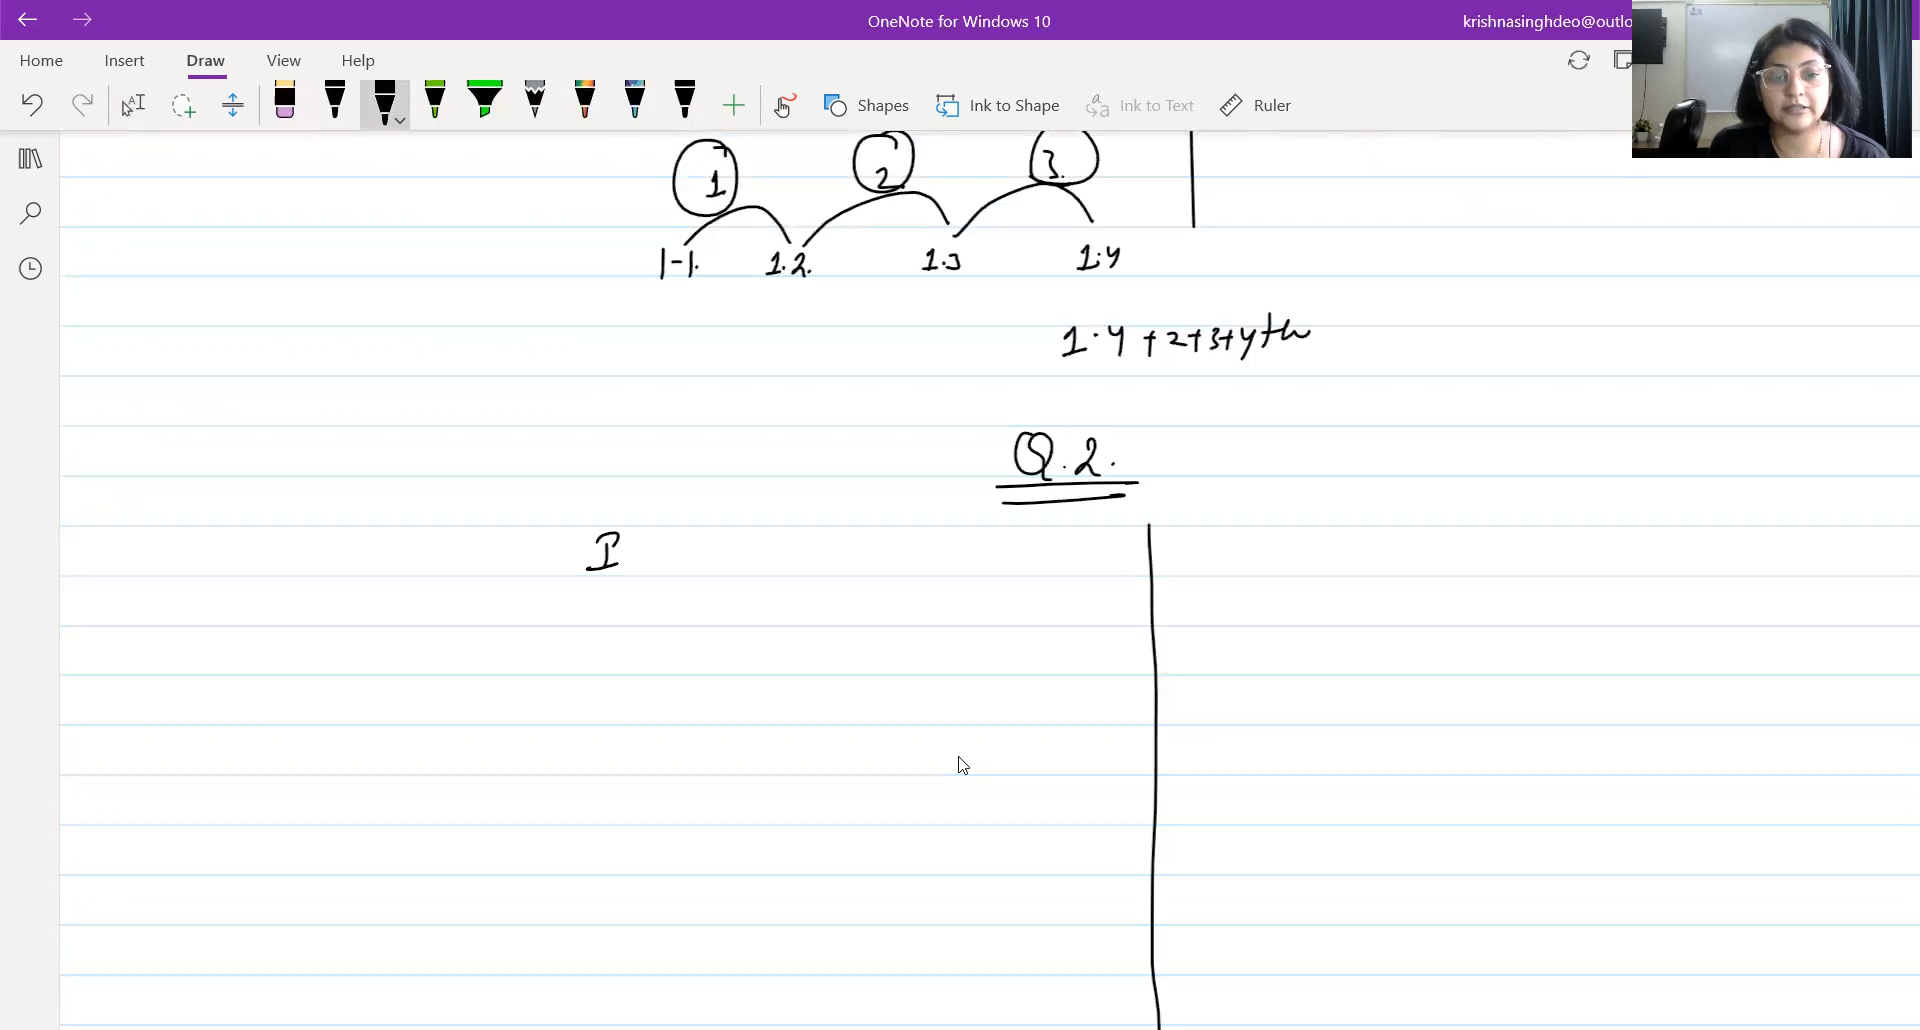 OneNote for Windows 10
krishnasinghdeo@outlo
Home Insert Draw View Help
Shapes Ink to Shape Ink to Text Ruler
1 2 3.
1-1. 1.2. 1.3 1.4
1.4 +2+3+4th
Q.2.
I